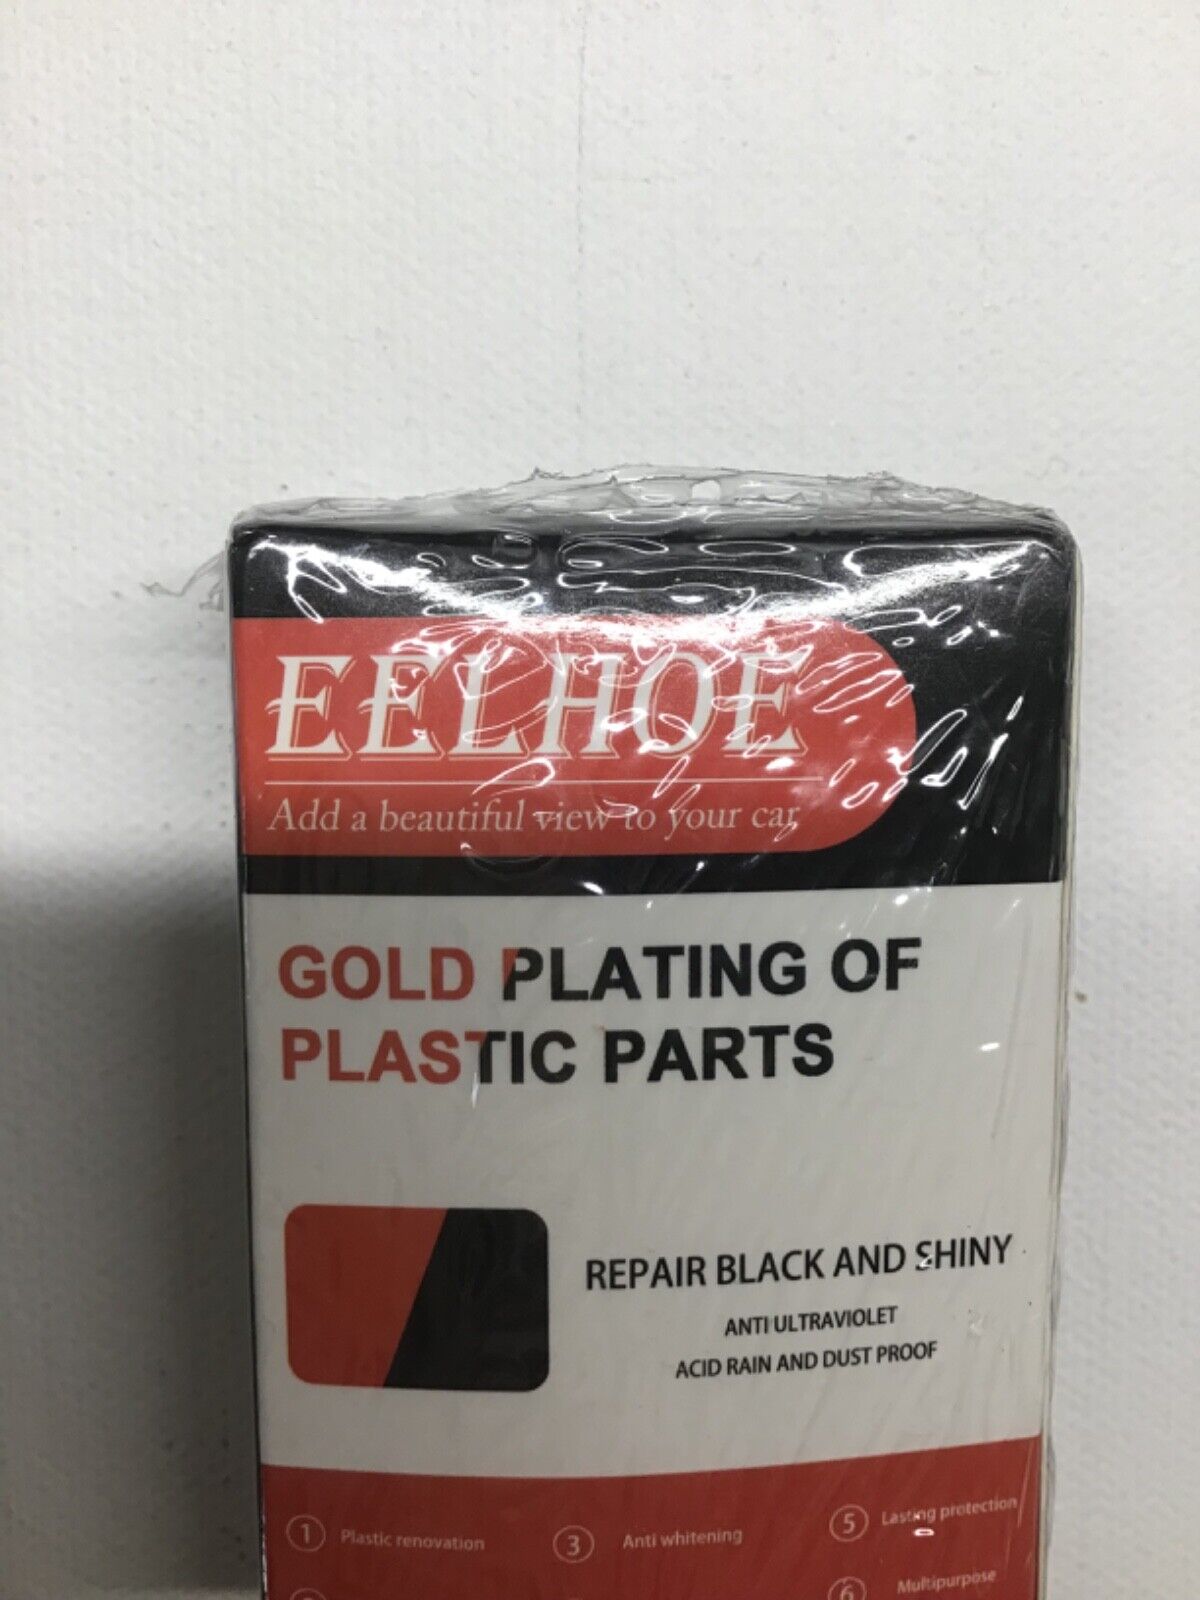 EELHOE
Add a beautiful view to your car
GOLD PLATING OF
PLASTIC PARTS
REPAIR BLACK AND SHINY
ANTI ULTRAVIOLET
ACID RAIN AND DUST PROOF
1 Plastic renovation
3 Anti whitening
5 Lasting protection
6 Multipurpose